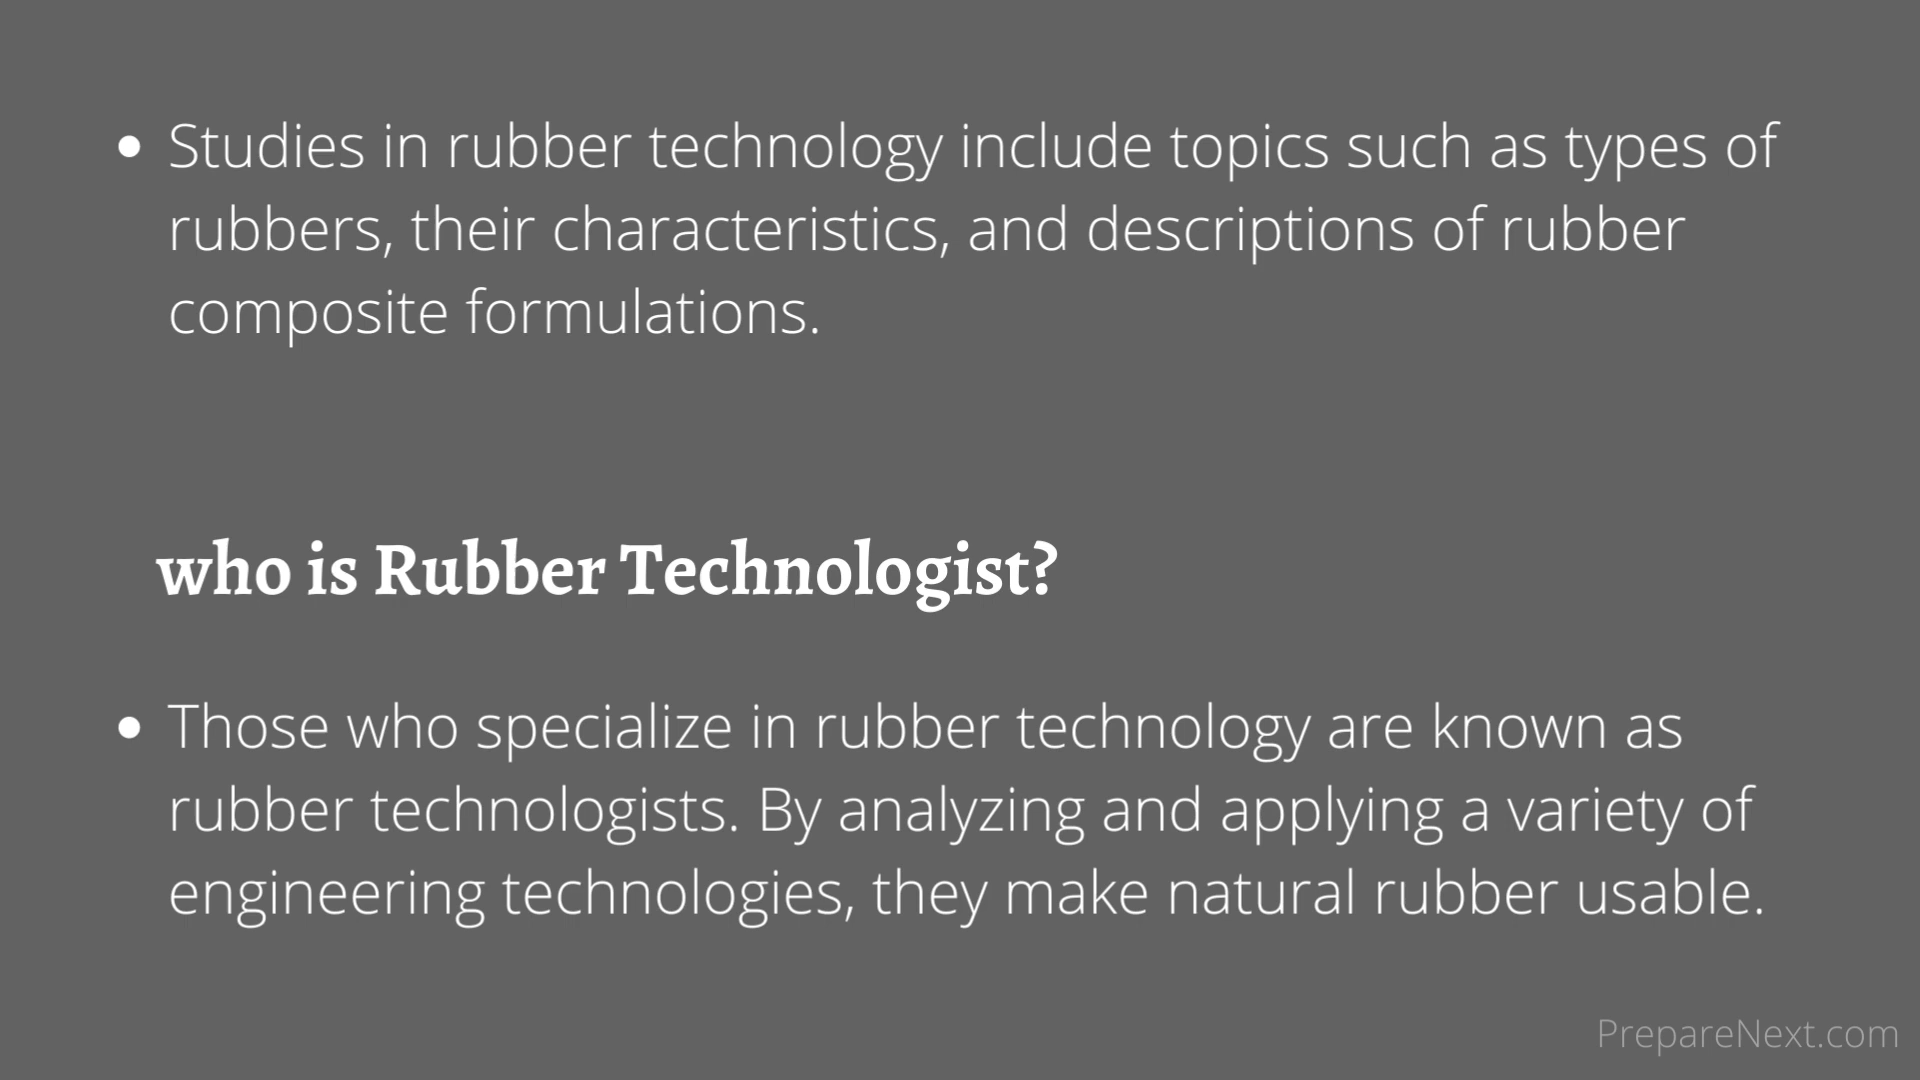 • Studies in rubber technology include topics such as types of
rubbers, their characteristics, and descriptions of rubber
composite formulations.
who is Rubber Technologist?
• Those who specialize in rubber technology are known as
rubber technologists. By analyzing and applying a variety of
engineering technologies, they make natural rubber usable.
PrepareNext.com